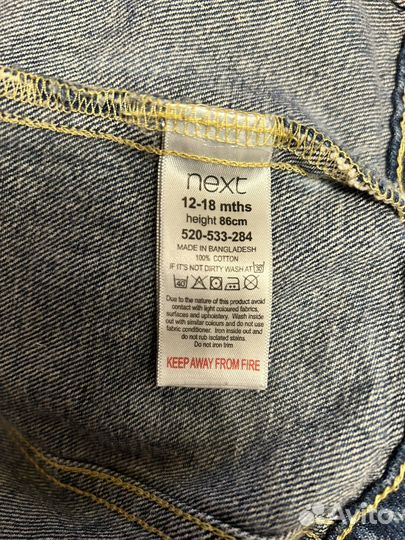 next
12-18 mths
height 86cm
520-533-284
MADE IN BANGLADESH
100% COTTON
IF IT'S NOT DIRTY WASH AT 30
40
Due to the nature of this product avoid
contact with light coloured fabrics,
surfaces and upholstery. Wash inside
out with similar colours and do not use
fabric conditioner. Iron inside out and
do not rub isolated stains.
Do not iron trim
KEEP AWAY FROM FIRE
Avito